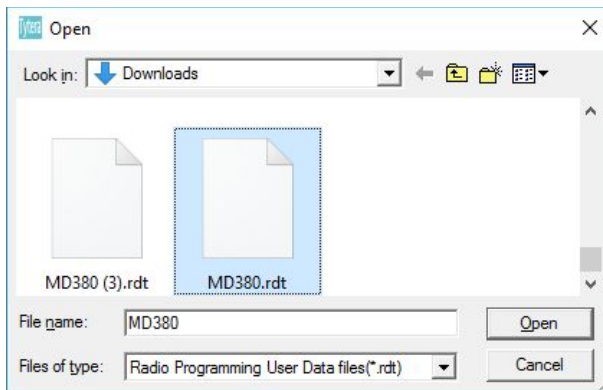 Tytera Open
Look in: Downloads
MD380 (3).rdt MD380.rdt
File name: MD380 Open
Files of type: Radio Programming User Data files(*.rdt) Cancel